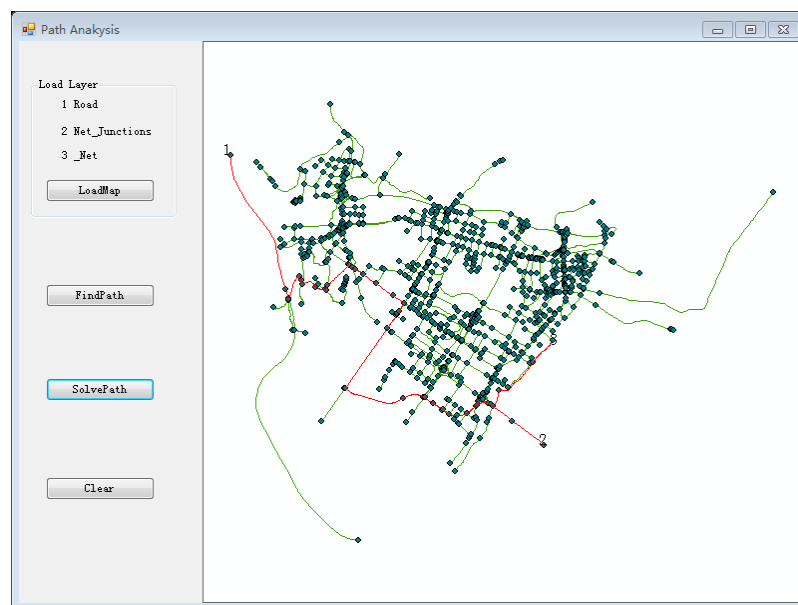 Path Anakysis
Load Layer
1 Road
2 Net_Junctions
3 _Net
LoadMap
FindPath
SolvePath
Clear
1
2